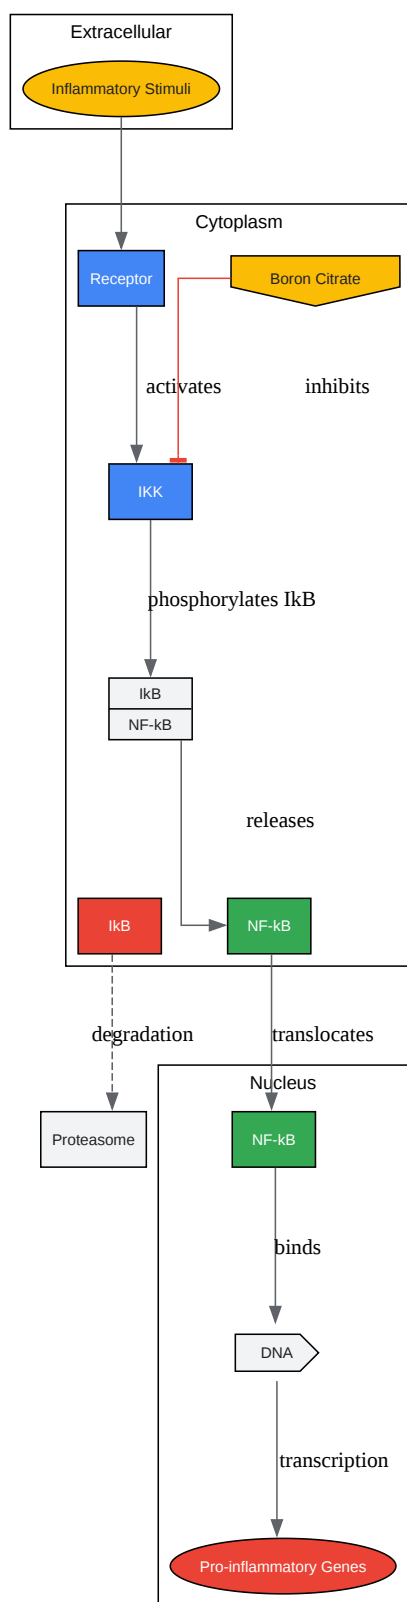 Extracellular
Inflammatory Stimuli
Cytoplasm
Receptor
Boron Citrate
activates
inhibits
IKK
phosphorylates IkB
IkB
NF-kB
releases
IkB
NF-kB
degradation
translocates
Nucleus
Proteasome
NF-kB
binds
DNA
transcription
Pro-inflammatory Genes